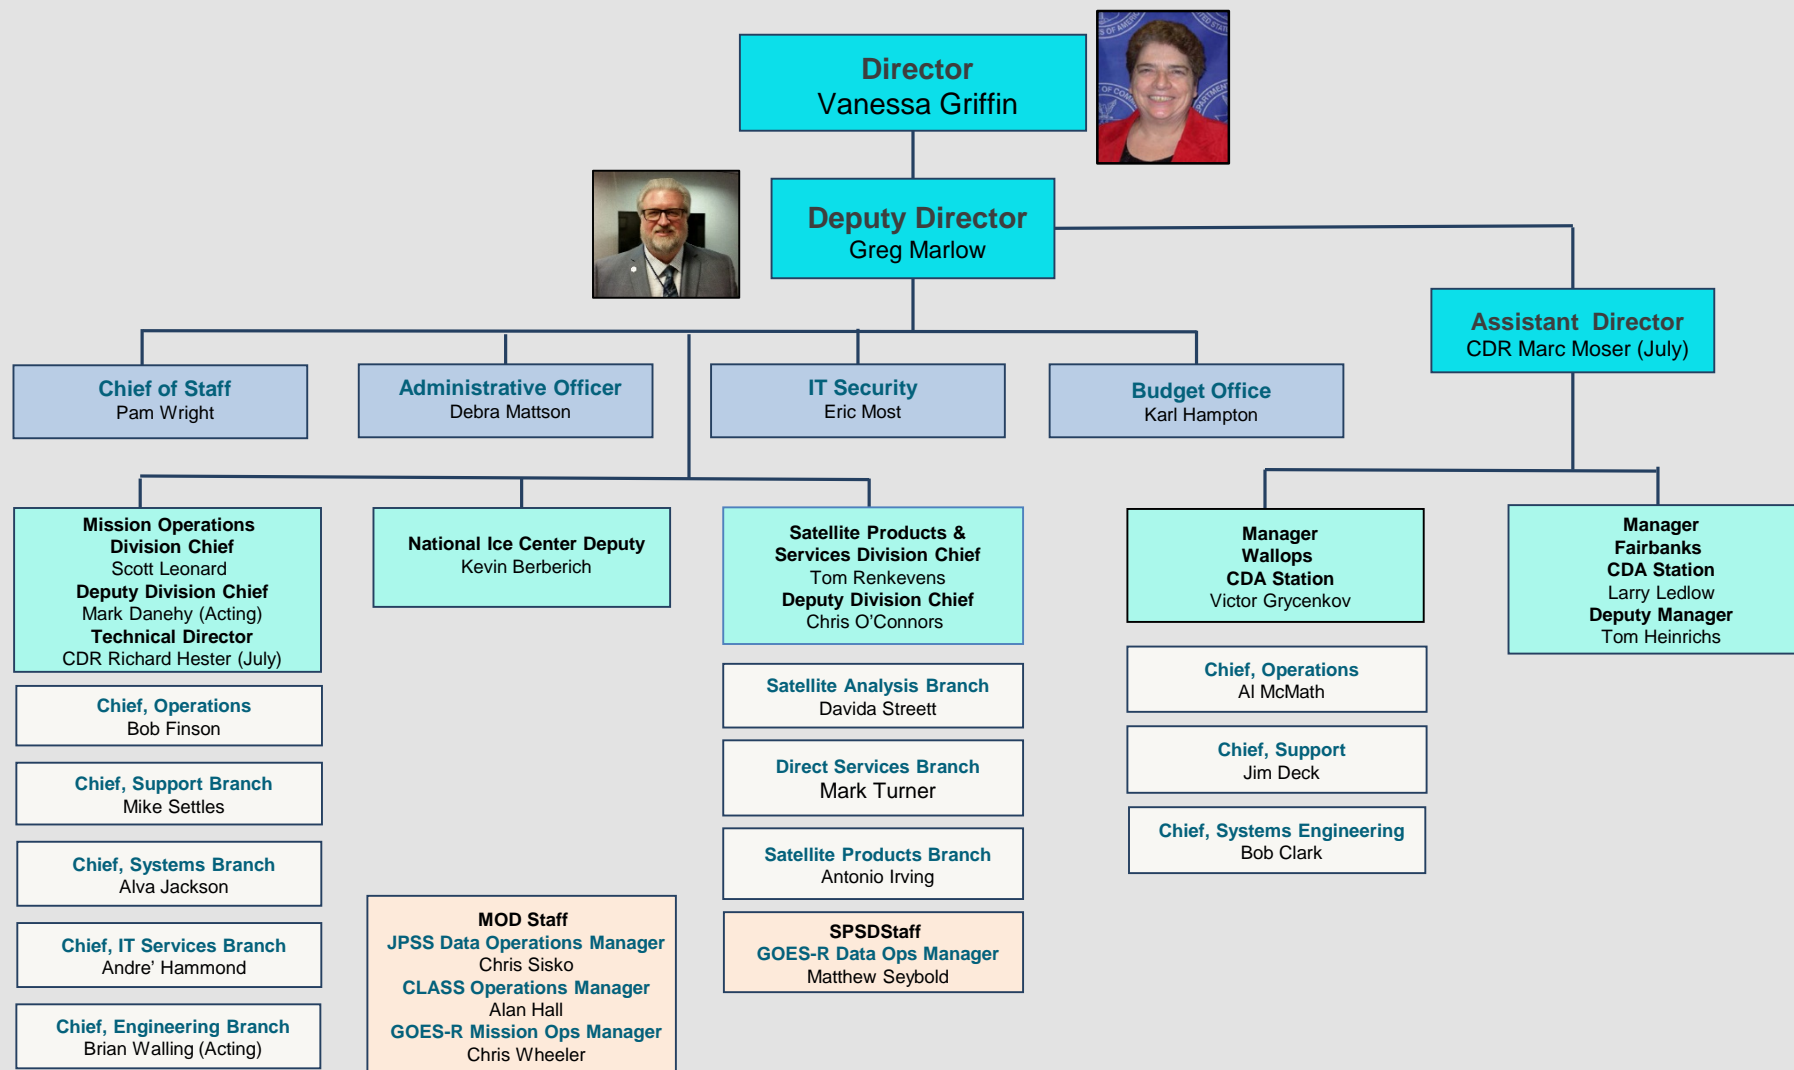 Director
Vanessa Griffin
Deputy Director
Greg Marlow
Assistant Director
CDR Marc Moser (July)
Chief of Staff
Pam Wright
Administrative Officer
Debra Mattson
IT Security
Eric Most
Budget Office
Karl Hampton
Mission Operations
Division Chief
Scott Leonard
Deputy Division Chief
Mark Danehy (Acting)
Technical Director
CDR Richard Hester (July)
Chief, Operations
Bob Finson
Chief, Support Branch
Mike Settles
Chief, Systems Branch
Alva Jackson
Chief, IT Services Branch
Andre’ Hammond
Chief, Engineering Branch
Brian Walling (Acting)
National Ice Center Deputy
Kevin Berberich
MOD Staff
JPSS Data Operations Manager
Chris Sisko
CLASS Operations Manager
Alan Hall
GOES-R Mission Ops Manager
Chris Wheeler
Satellite Products &
Services Division Chief
Tom Renkevens
Deputy Division Chief
Chris O’Connors
Satellite Analysis Branch
Davida Streett
Direct Services Branch
Mark Turner
Satellite Products Branch
Antonio Irving
SPSDStaff
GOES-R Data Ops Manager
Matthew Seybold
Manager
Wallops
CDA Station
Victor Grycenkov
Chief, Operations
Al McMath
Chief, Support
Jim Deck
Chief, Systems Engineering
Bob Clark
Manager
Fairbanks
CDA Station
Larry Ledlow
Deputy Manager
Tom Heinrichs